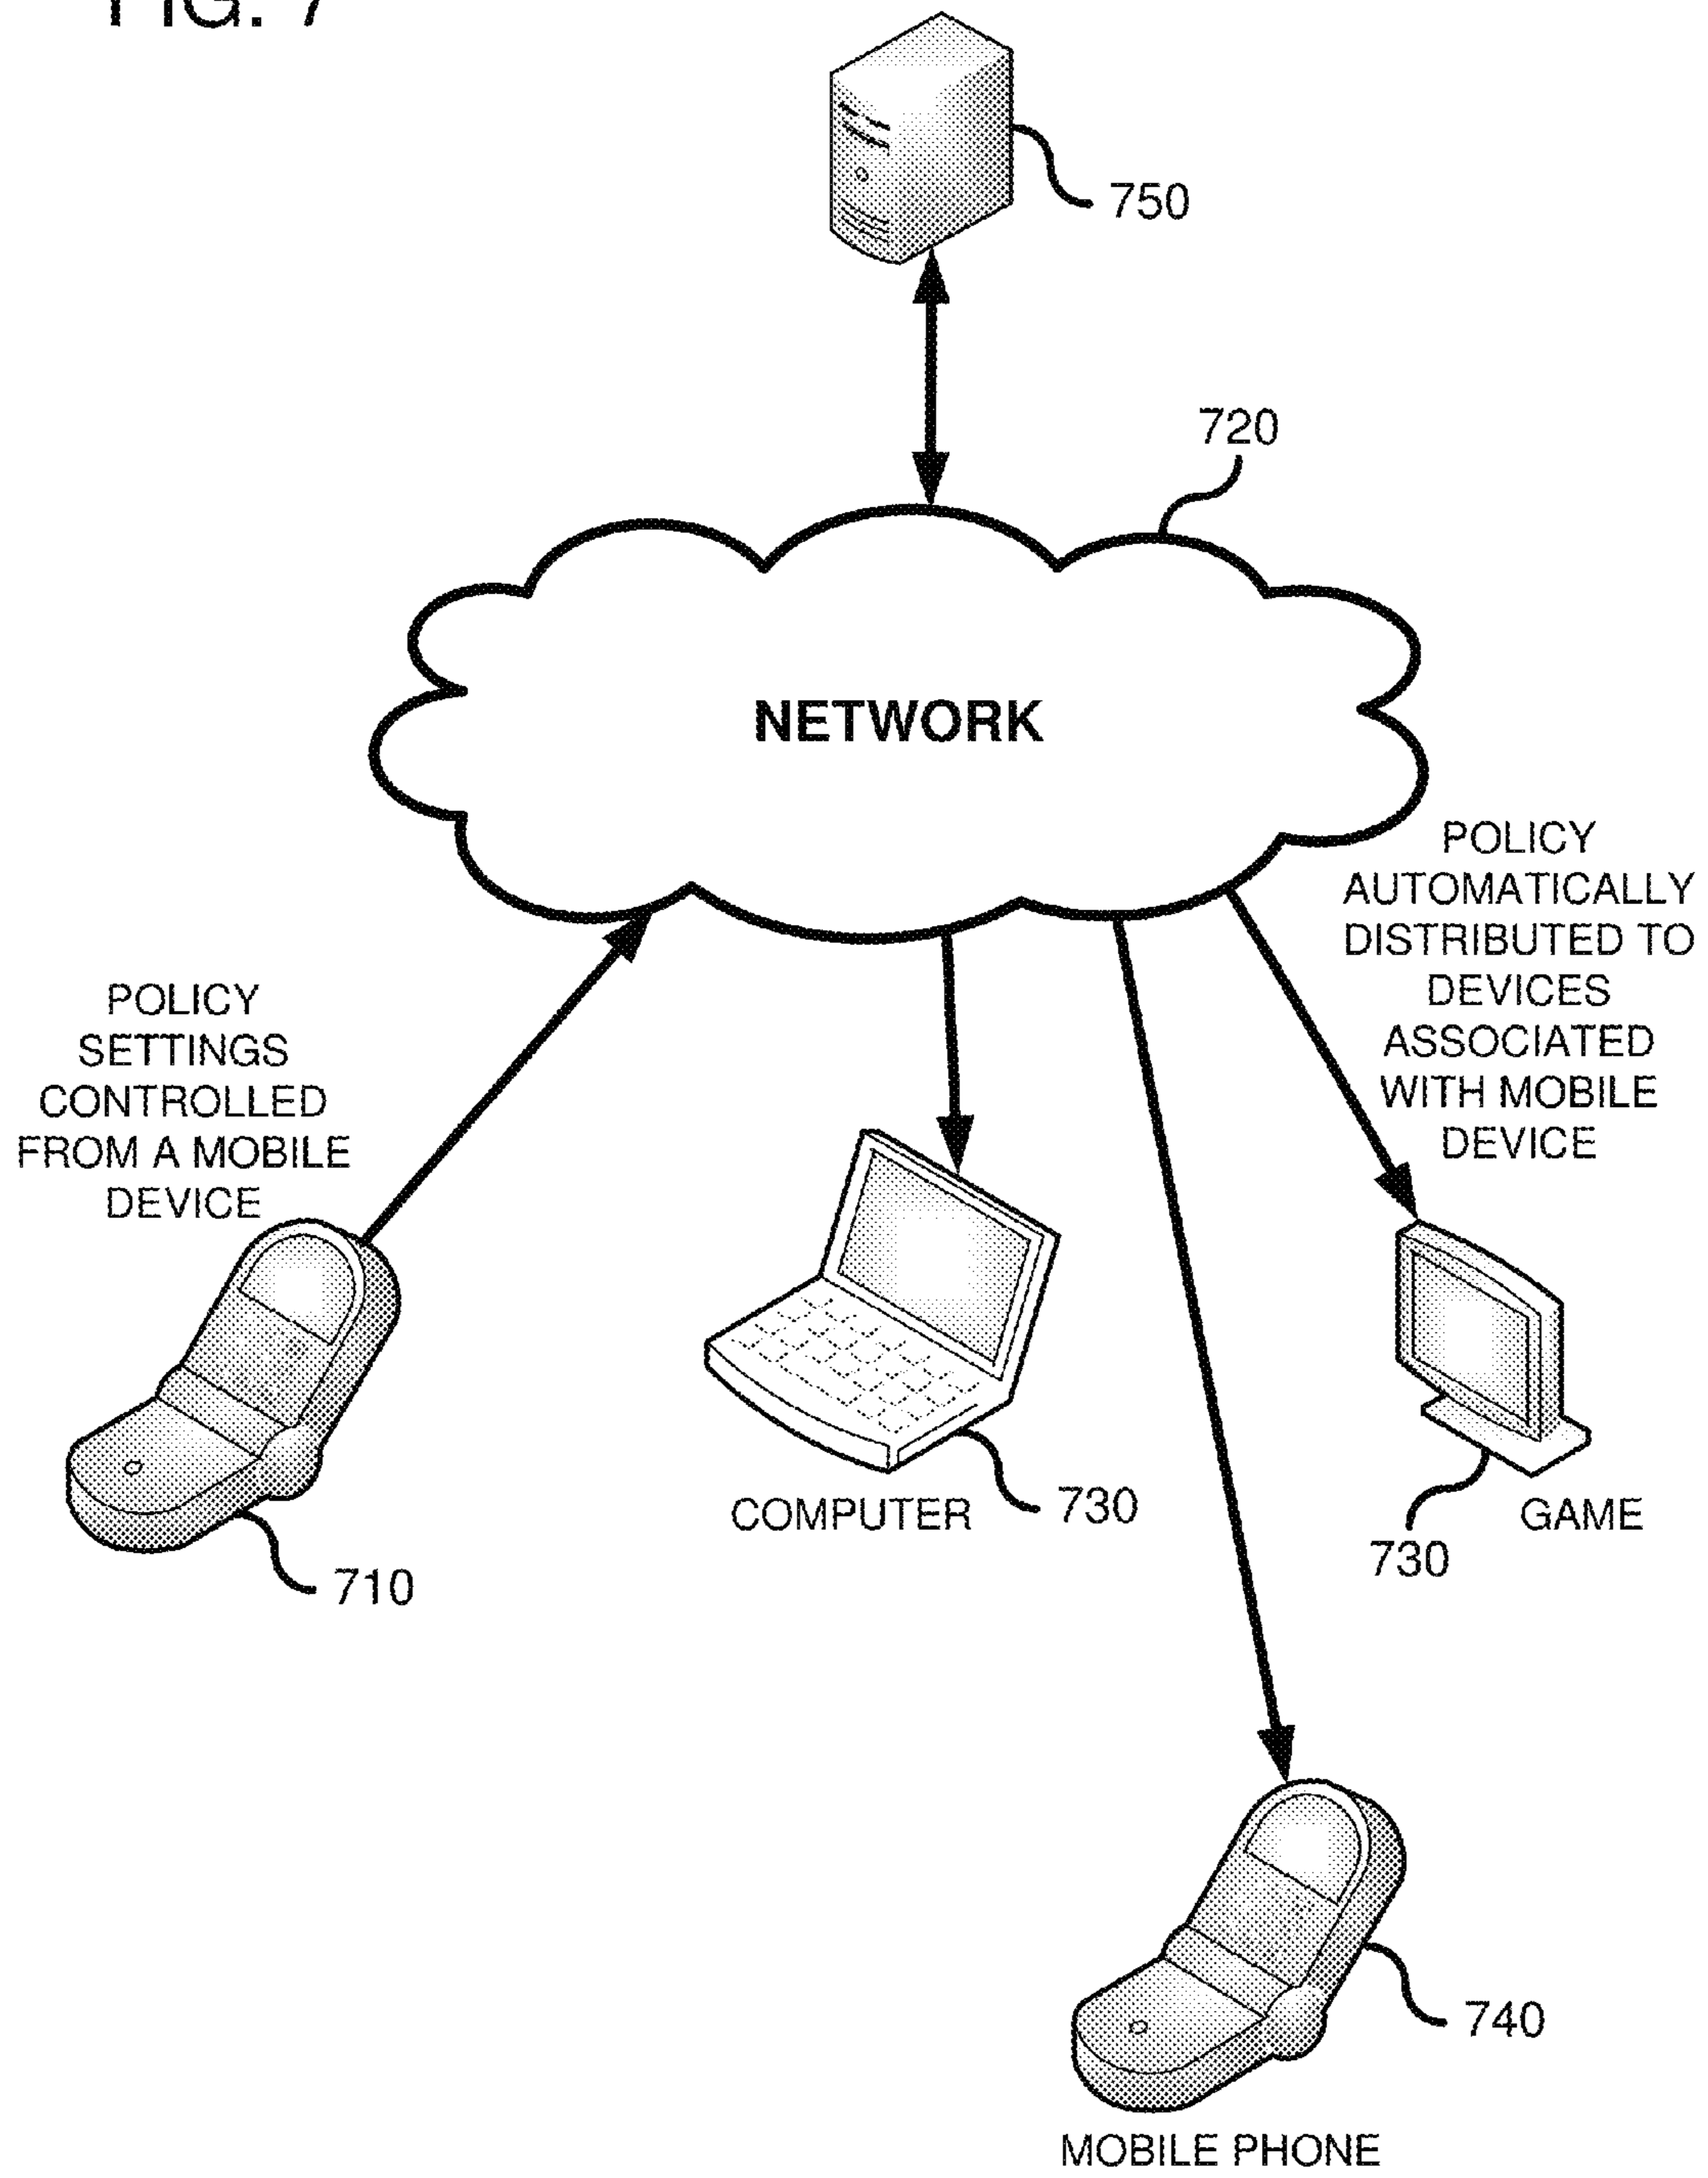 FIG. 7
750
720
NETWORK
POLICY
AUTOMATICALLY
DISTRIBUTED TO
DEVICES
ASSOCIATED
WITH MOBILE
DEVICE
POLICY
SETTINGS
CONTROLLED
FROM A MOBILE
DEVICE
710
COMPUTER
730
730
GAME
740
MOBILE PHONE